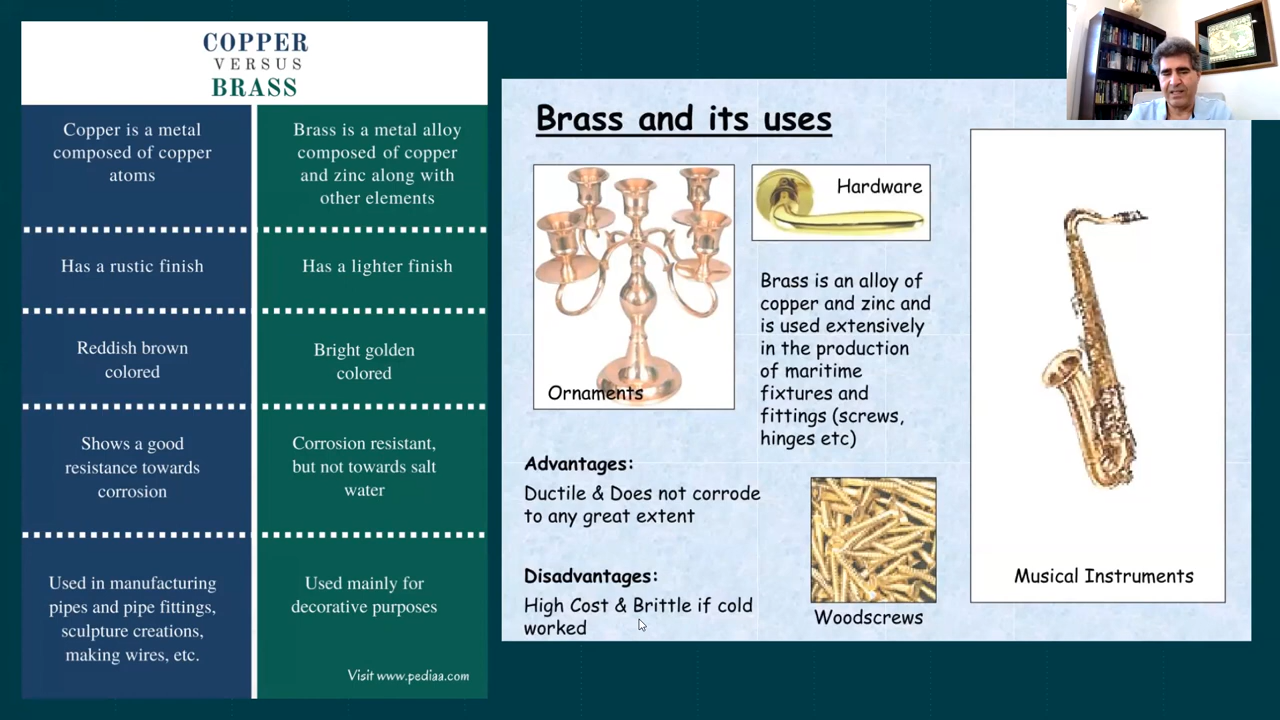 COPPER
VERSUS
BRASS
Copper is a metal
composed of copper
atoms
Brass is a metal alloy
composed of copper
and zinc along with
other elements
Has a rustic finish
Has a lighter finish
Reddish brown
colored
Bright golden
colored
Shows a good
resistance towards
corrosion
Corrosion resistant,
but not towards salt
water
Used in manufacturing
pipes and pipe fittings,
sculpture creations,
making wires, etc.
Used mainly for
decorative purposes
Visit www.pediaa.com
Brass and its uses
Ornaments
Hardware
Brass is an alloy of
copper and zinc and
is used extensively
in the production
of maritime
fixtures and
fittings (screws,
hinges etc)
Advantages:
Ductile & Does not corrode
to any great extent
Disadvantages:
High Cost & Brittle if cold
worked
Woodscrews
Musical Instruments